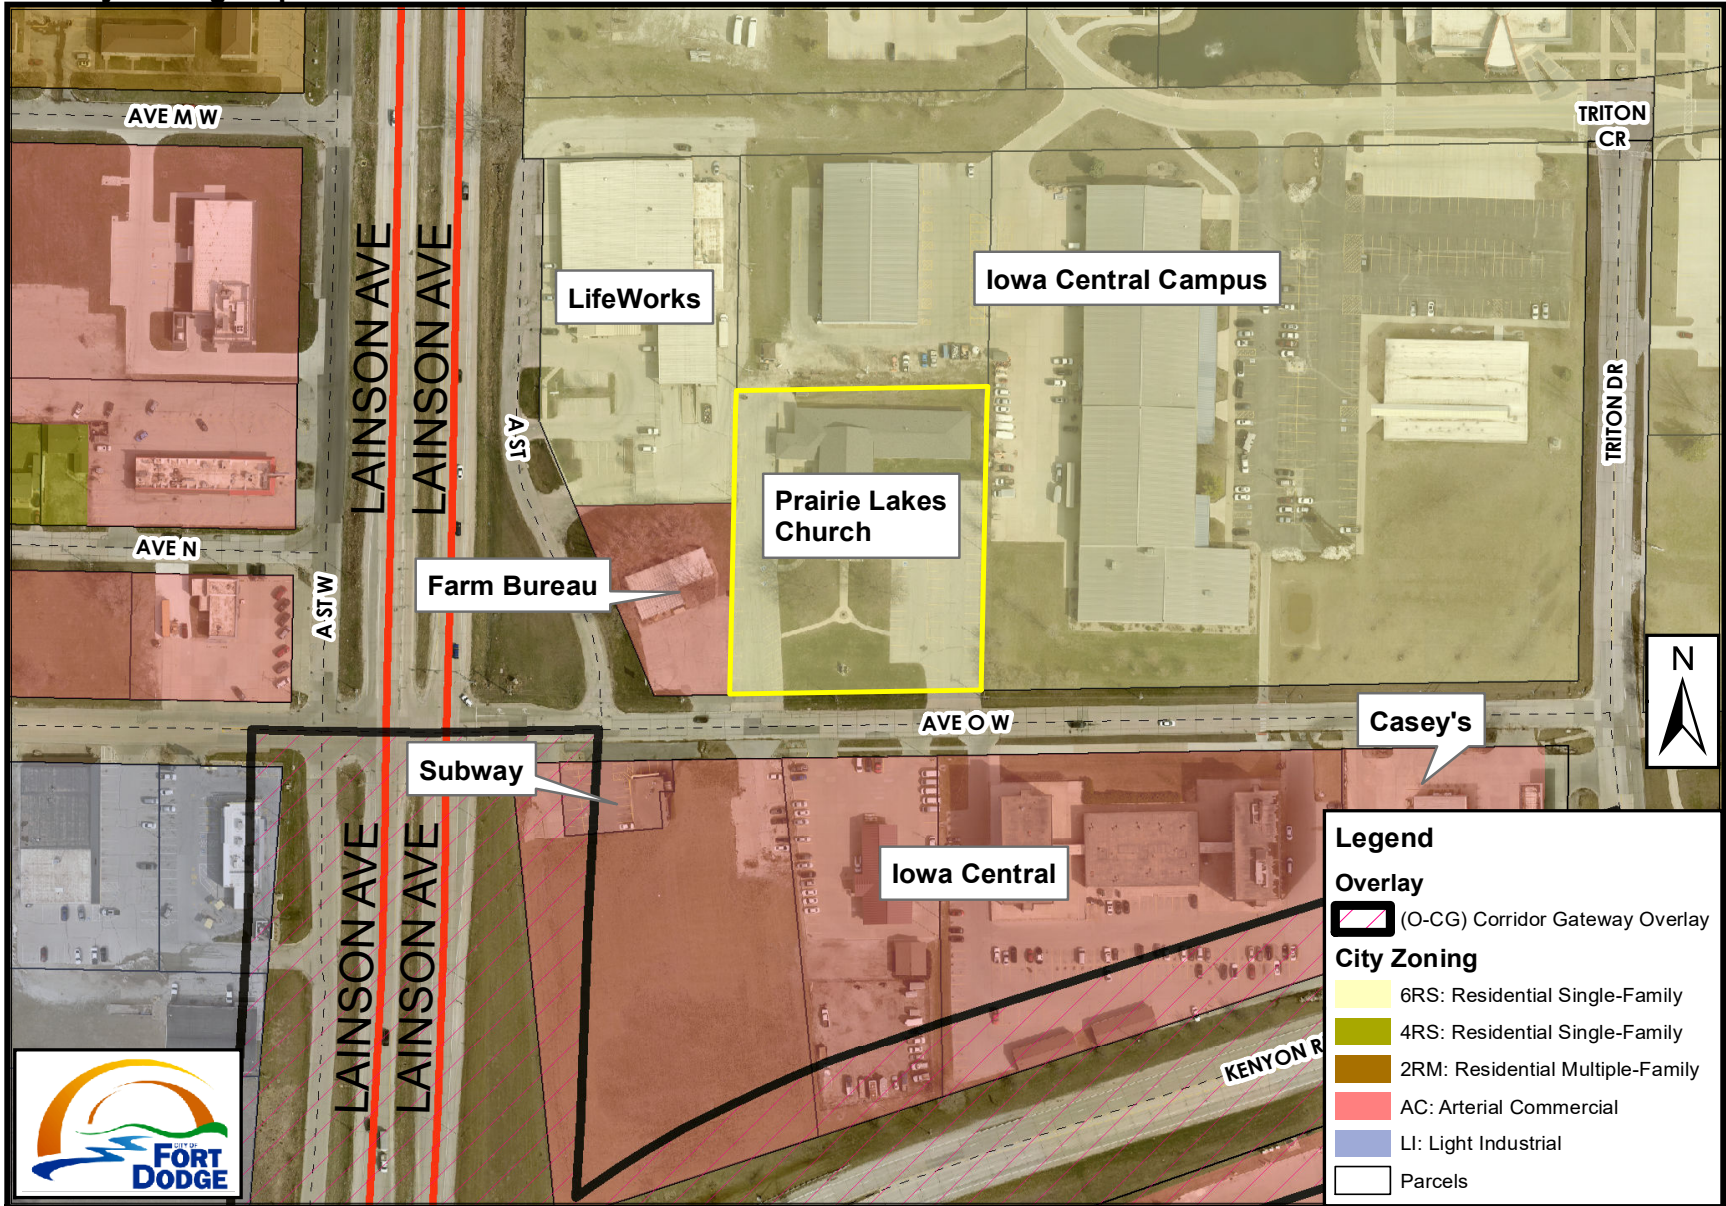 AVE M W
TRITON
CR
LAINSON AVE
LAINSON AVE
LifeWorks
Iowa Central Campus
A ST
TRITON DR
Prairie Lakes
Church
AVE N
A ST W
Farm Bureau
N
AVE O W
Casey's
Subway
LAINSON AVE
LAINSON AVE
Iowa Central
KENYON R
Legend
Overlay
(O-CG) Corridor Gateway Overlay
City Zoning
6RS: Residential Single-Family
4RS: Residential Single-Family
2RM: Residential Multiple-Family
AC: Arterial Commercial
LI: Light Industrial
Parcels
CITY OF
FORT
DODGE